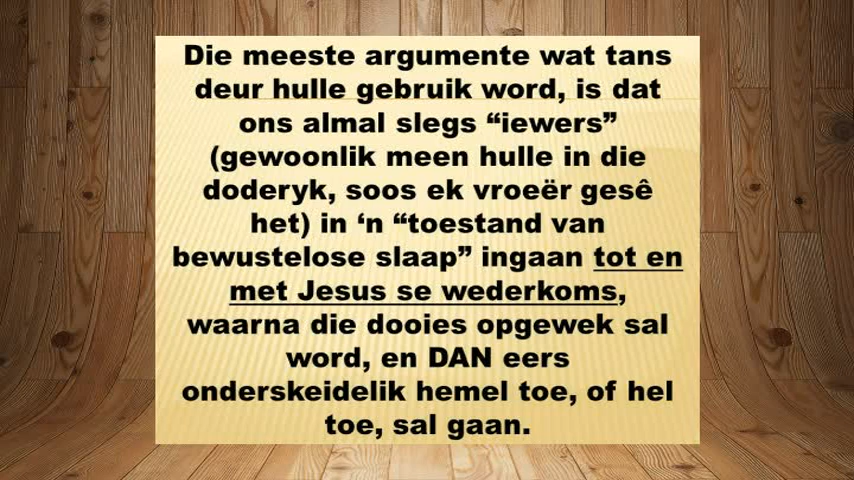 Die meeste argumente wat tans
deur hulle gebruik word, is dat
ons almal slegs “iewers”
(gewoonlik meen hulle in die
doderyk, soos ek vroeër gesê
het) in ‘n “toestand van
bewustelose slaap” ingaan tot en
met Jesus se wederkoms,
waarna die dooies opgewek sal
word, en DAN eers
onderskeidelik hemel toe, of hel
toe, sal gaan.